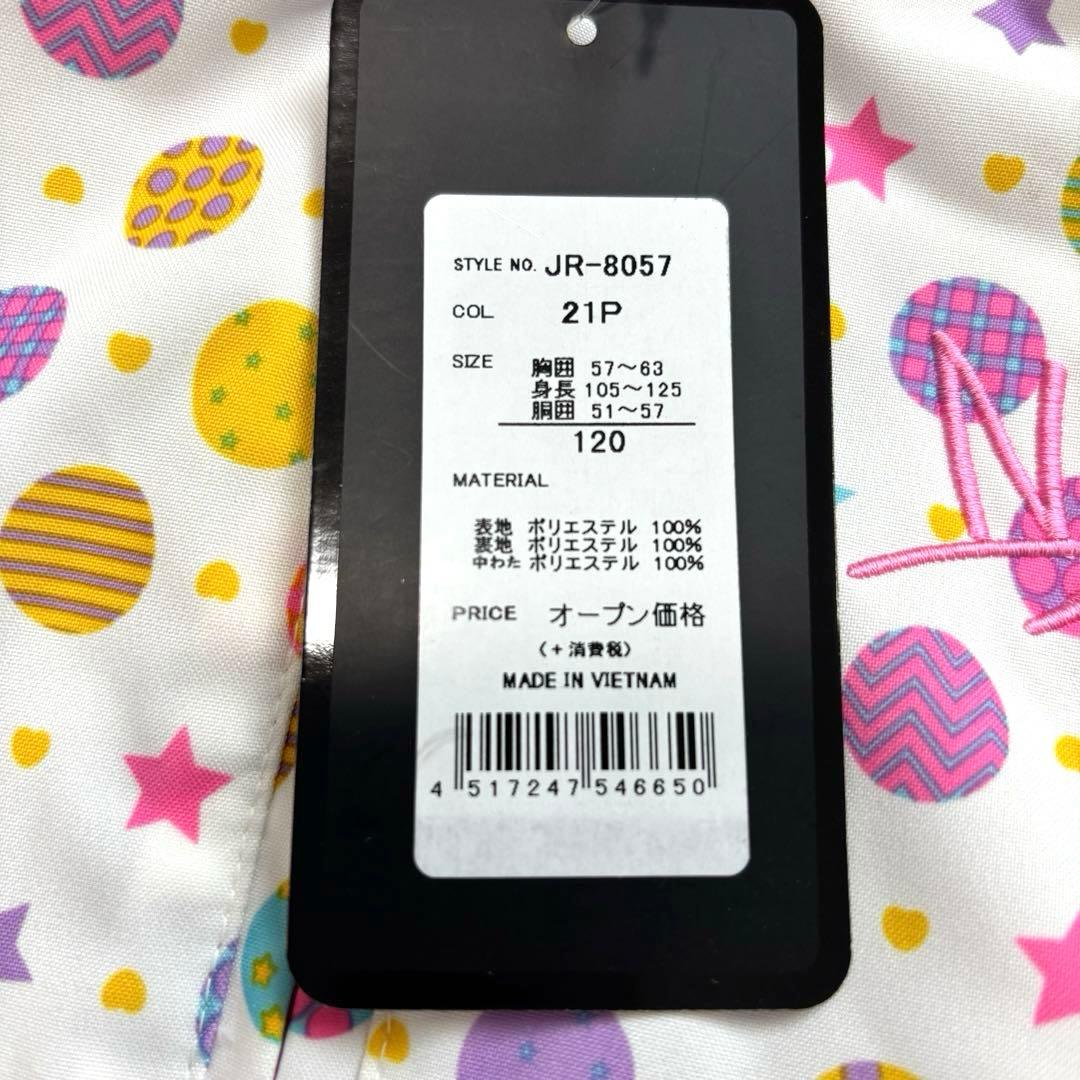 STYLE NO. JR-8057
COL 21P
SIZE 胸囲 57～63
身長 105～125
胴囲 51～57
120
MATERIAL
表地 ポリエステル 100%
裏地 ポリエステル 100%
中わた ポリエステル 100%
PRICE オープン価格
(+消費税)
MADE IN VIETNAM
4 517247 546650